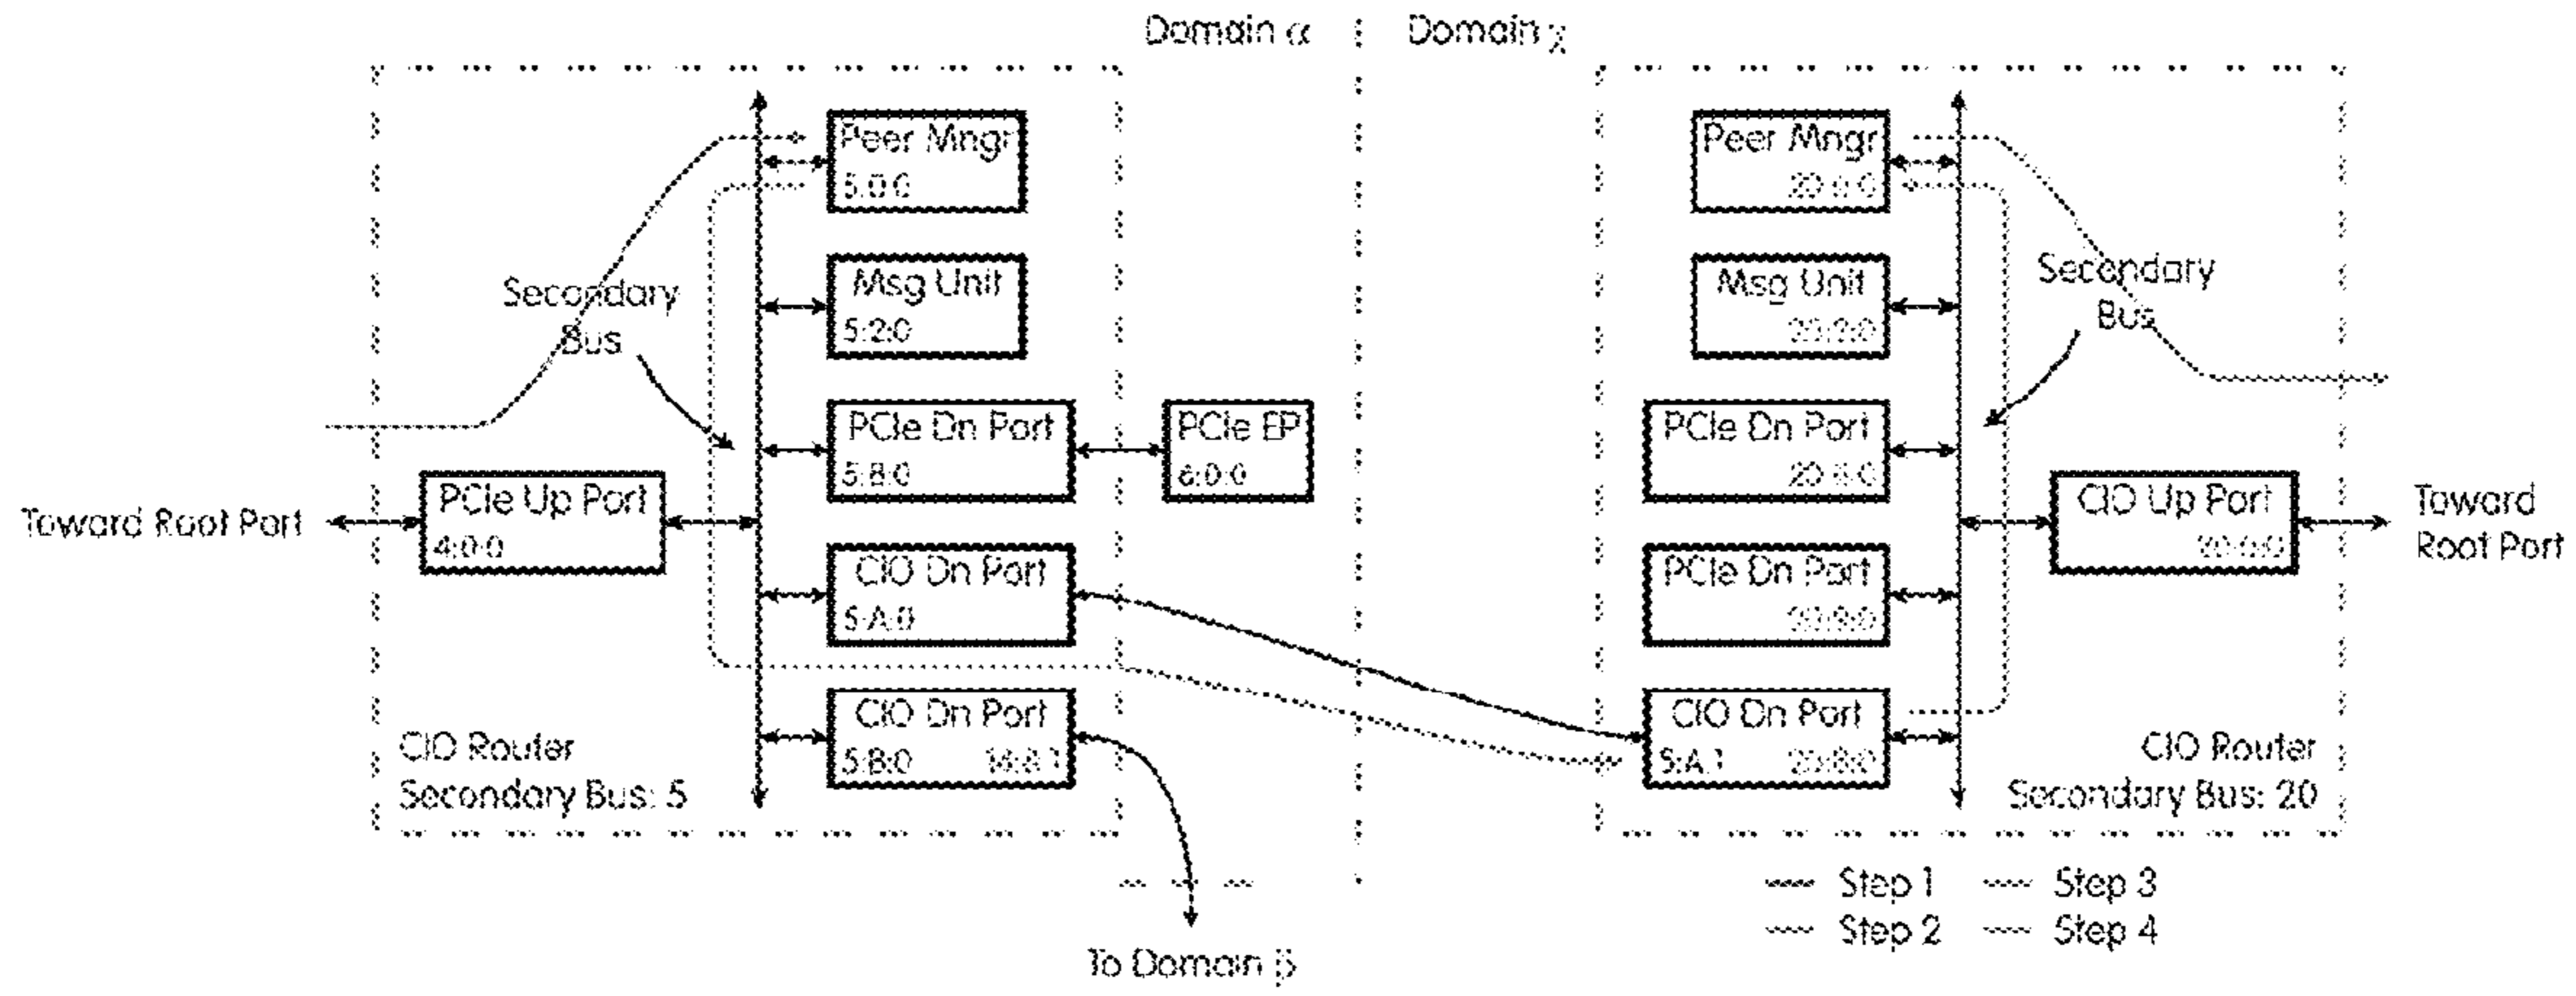 Domain α
Domain χ
Peer Mngr
5:0:0
Msg Unit
5:2:0
PCIe Dn Port
5:8:0
PCIe EP
6:0:0
Secondary
Bus
Toward Root Port
PCIe Up Port
4:0:0
CIO Dn Port
5:A:0
CIO Dn Port
5:B:0
CIO Router
Secondary Bus: 5
To Domain β
Peer Mngr
Msg Unit
PCIe Dn Port
PCIe Dn Port
CIO Dn Port
5:A:1
Secondary
Bus
CIO Up Port
Toward
Root Port
CIO Router
Secondary Bus: 20
Step 1
Step 3
Step 2
Step 4